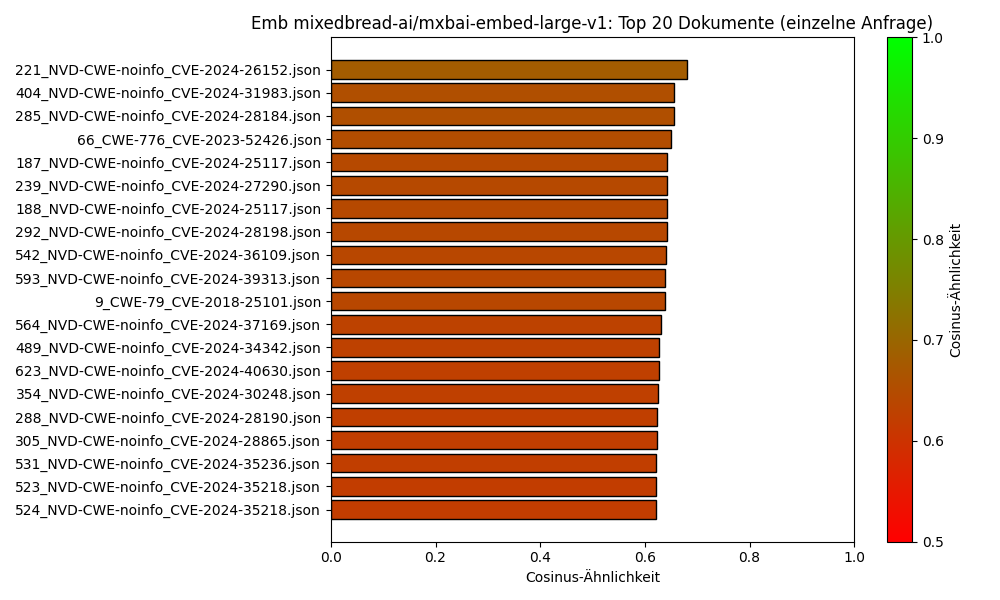 Emb mixedbread-ai/mxbai-embed-large-v1: Top 20 Dokumente (einzelne Anfrage)
221_NVD-CWE-noinfo_CVE-2024-26152.json
404_NVD-CWE-noinfo_CVE-2024-31983.json
285_NVD-CWE-noinfo_CVE-2024-28184.json
66_CWE-776_CVE-2023-52426.json
187_NVD-CWE-noinfo_CVE-2024-25117.json
239_NVD-CWE-noinfo_CVE-2024-27290.json
188_NVD-CWE-noinfo_CVE-2024-25117.json
292_NVD-CWE-noinfo_CVE-2024-28198.json
542_NVD-CWE-noinfo_CVE-2024-36109.json
593_NVD-CWE-noinfo_CVE-2024-39313.json
9_CWE-79_CVE-2018-25101.json
564_NVD-CWE-noinfo_CVE-2024-37169.json
489_NVD-CWE-noinfo_CVE-2024-34342.json
623_NVD-CWE-noinfo_CVE-2024-40630.json
354_NVD-CWE-noinfo_CVE-2024-30248.json
288_NVD-CWE-noinfo_CVE-2024-28190.json
305_NVD-CWE-noinfo_CVE-2024-28865.json
531_NVD-CWE-noinfo_CVE-2024-35236.json
523_NVD-CWE-noinfo_CVE-2024-35218.json
524_NVD-CWE-noinfo_CVE-2024-35218.json
0.0 0.2 0.4 0.6 0.8 1.0
Cosinus-Ähnlichkeit
1.0
0.9
0.8
0.7
0.6
0.5
Cosinus-Ähnlichkeit